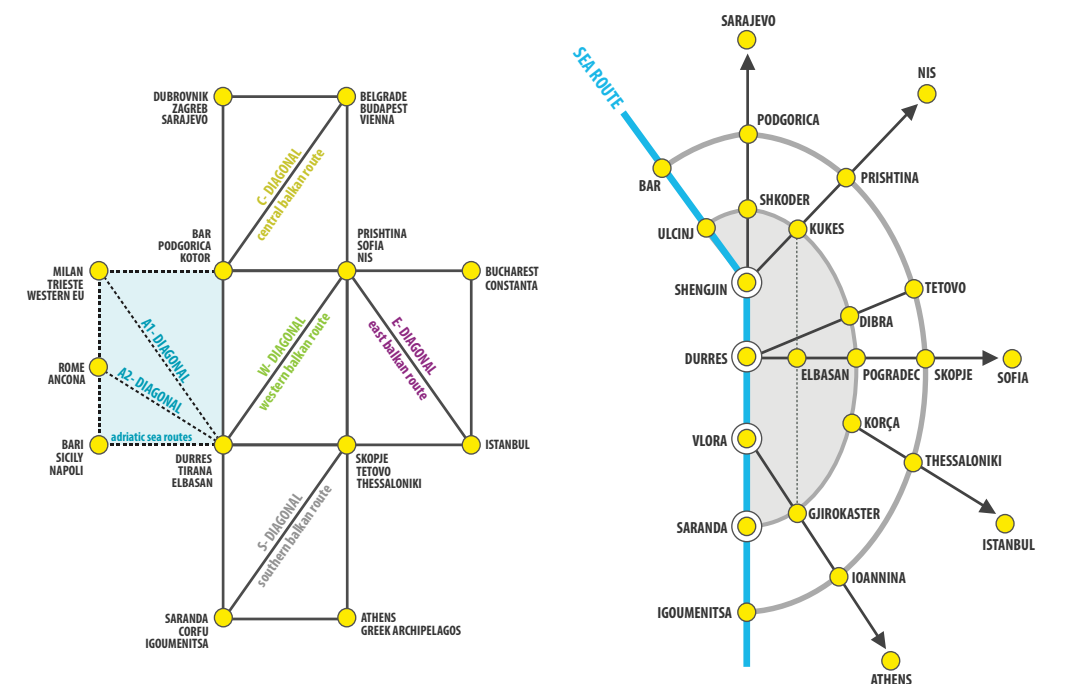 DUBROVNIK
ZAGREB
SARAJEVO
BELGRADE
BUDAPEST
VIENNA
C- DIAGONAL
central balkan route
BAR
PODGORICA
KOTOR
PRISHTINA
SOFIA
NIS
MILAN
TRIESTE
WESTERN EU
BUCHAREST
CONSTANTA
A1- DIAGONAL
W- DIAGONAL
western balkan route
E- DIAGONAL
east balkan route
ROME
ANCONA
A2- DIAGONAL
adriatic sea routes
BARI
SICILY
NAPOLI
DURRES
TIRANA
ELBASAN
SKOPJE
TETOVO
THESSALONIKI
ISTANBUL
S- DIAGONAL
southern balkan route
SARANDA
CORFU
IGOUMENITSA
ATHENS
GREEK ARCHIPELAGOS
SARAJEVO
SEA ROUTE
NIS
PODGORICA
BAR
PRISHTINA
SHKODER
ULCINJ
KUKES
SHENGJIN
TETOVO
DIBRA
DURRES
ELBASAN
POGRADEC
SKOPJE
SOFIA
VLORA
KORÇA
THESSALONIKI
SARANDA
GJIROKASTER
ISTANBUL
IOANNINA
IGOUMENITSA
ATHENS